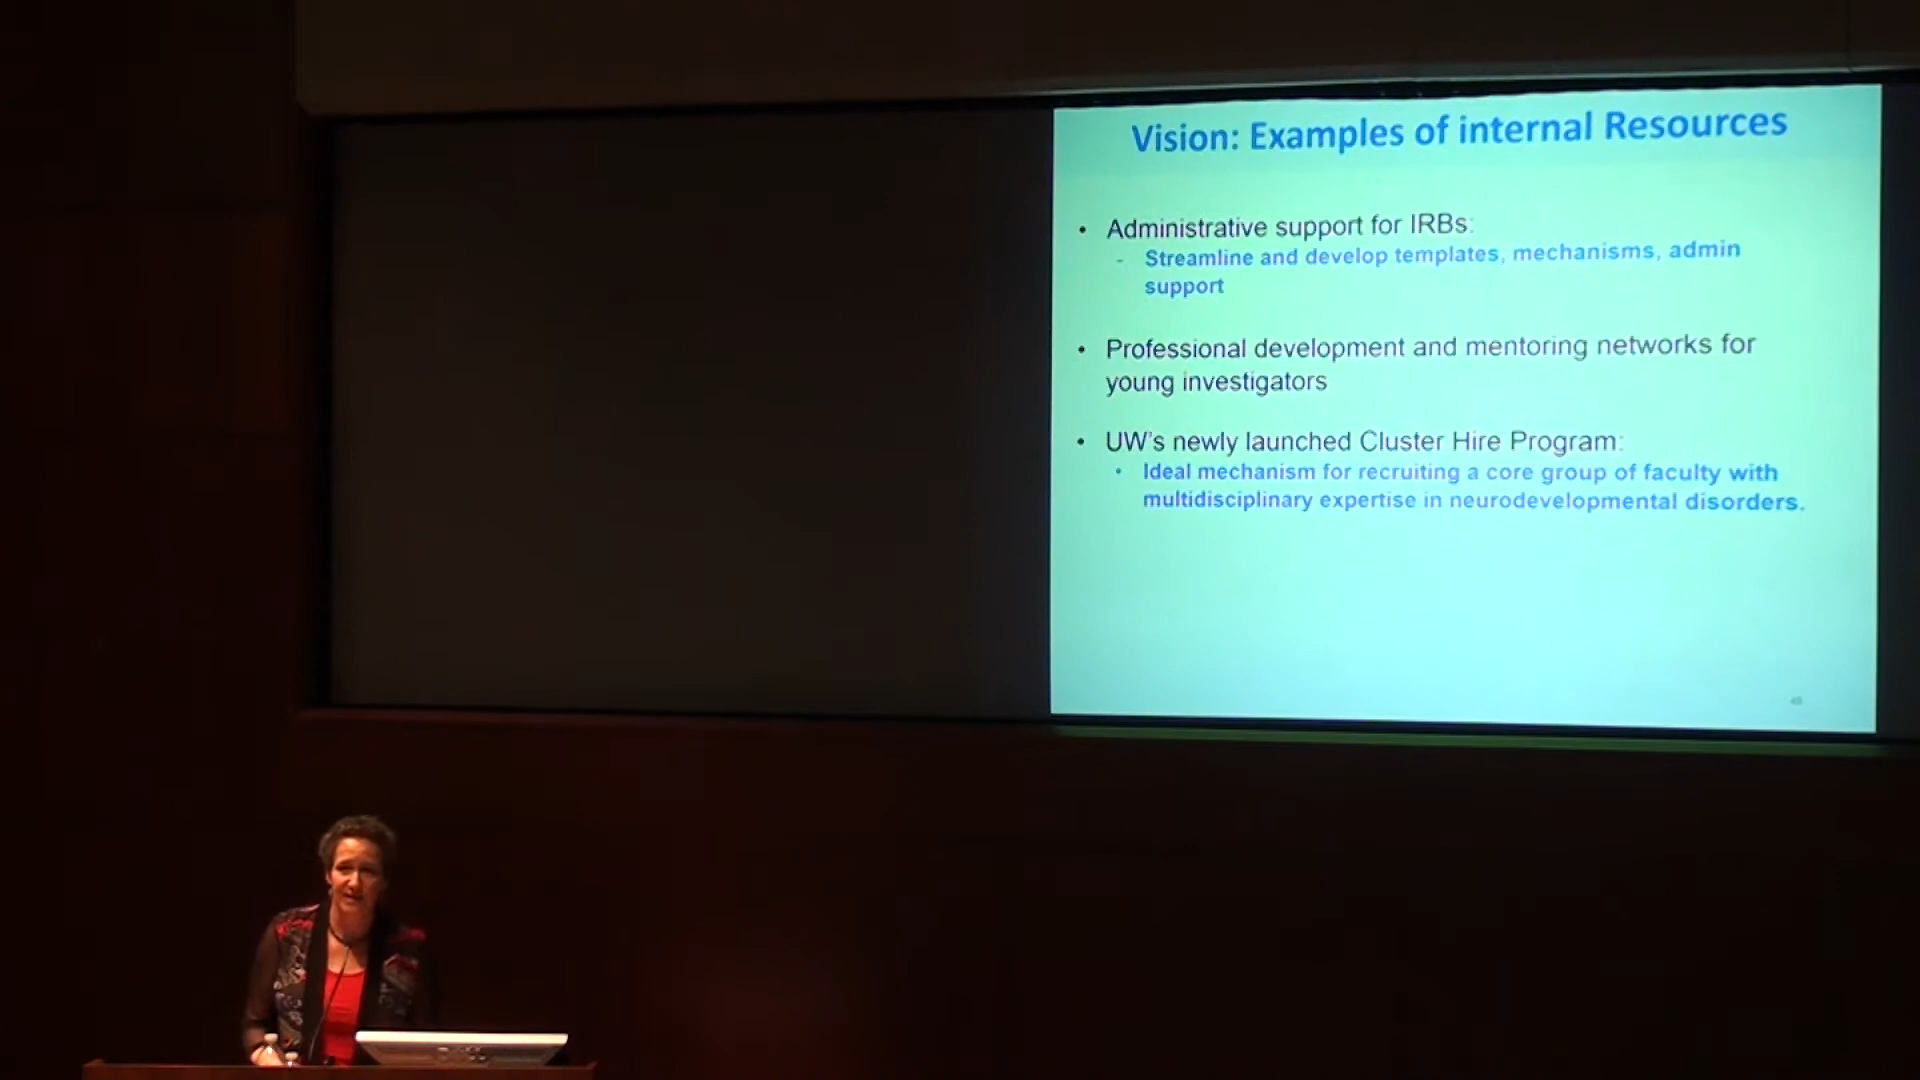 Vision: Examples of internal Resources
• Administrative support for IRBs:
- Streamline and develop templates, mechanisms, admin
support
• Professional development and mentoring networks for
young investigators
• UW's newly launched Cluster Hire Program:
• Ideal mechanism for recruiting a core group of faculty with
multidisciplinary expertise in neurodevelopmental disorders.